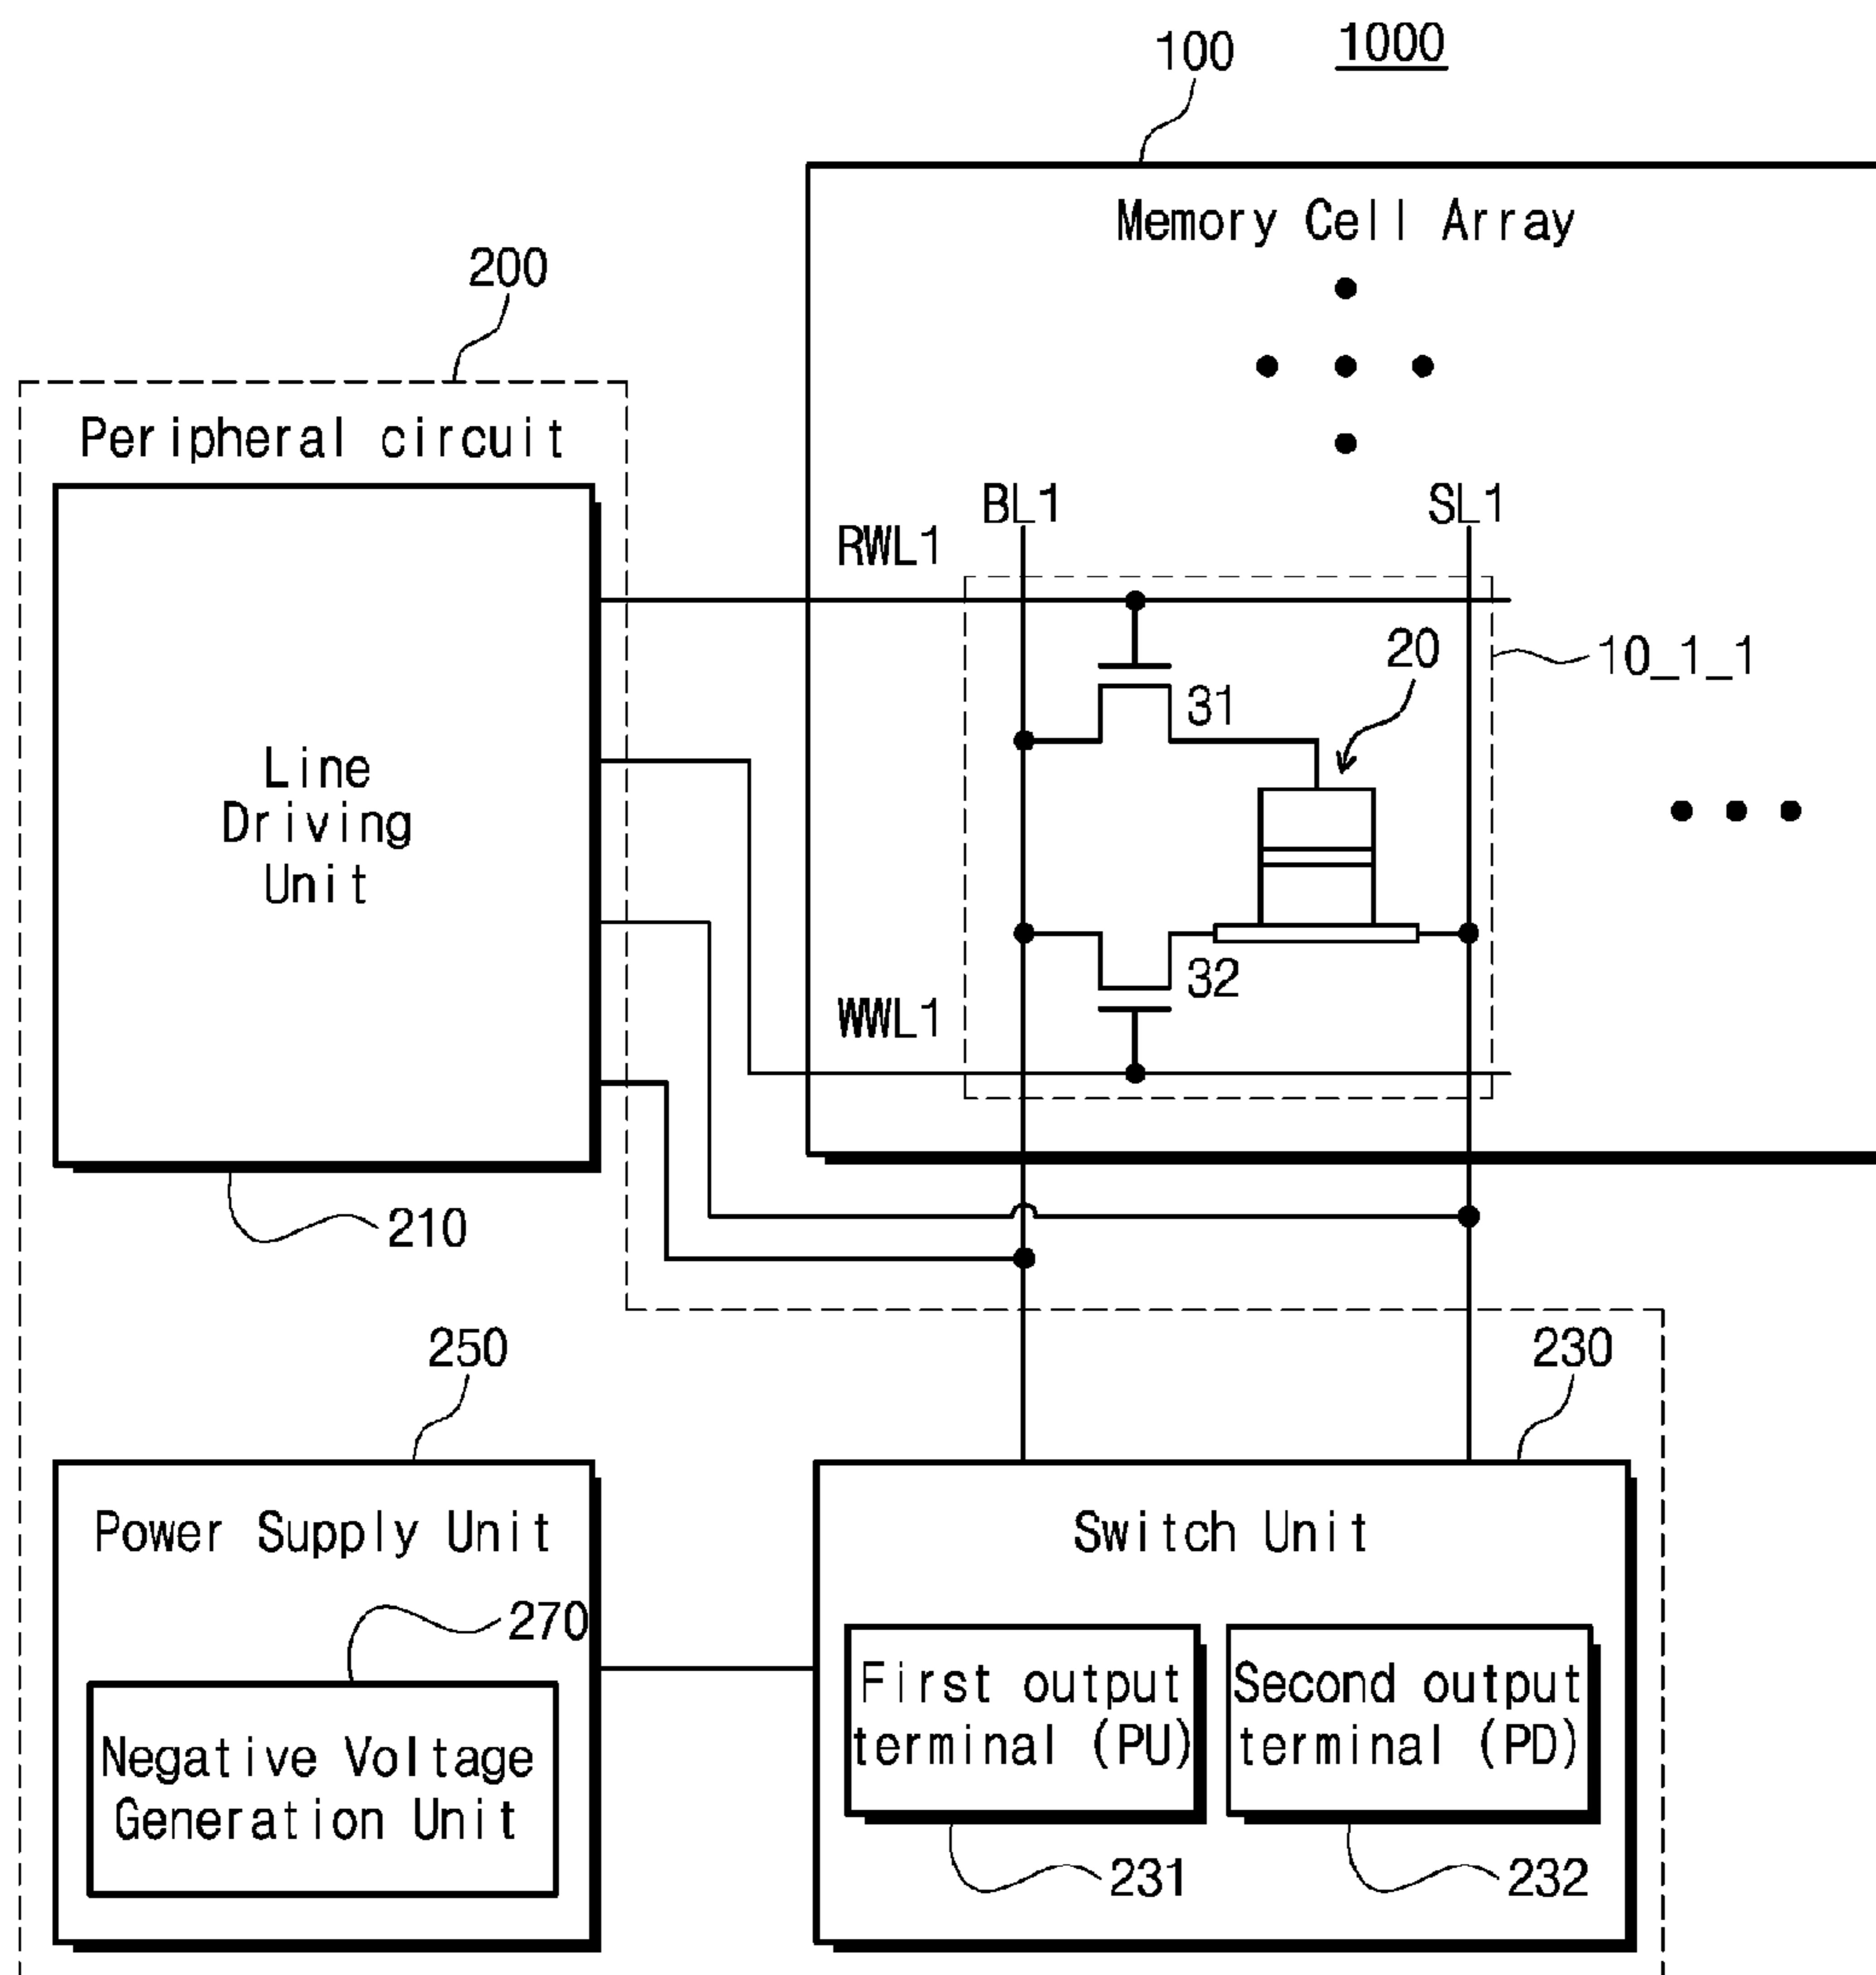 100
1000
Memory Cell Array
200
Peripheral circuit
BL1
SL1
RWL1
20
10_1_1
31
Line
Driving
Unit
32
WWL1
210
250
230
Power Supply Unit
Switch Unit
270
First output
terminal (PU)
Second output
terminal (PD)
Negative Voltage
Generation Unit
231
232